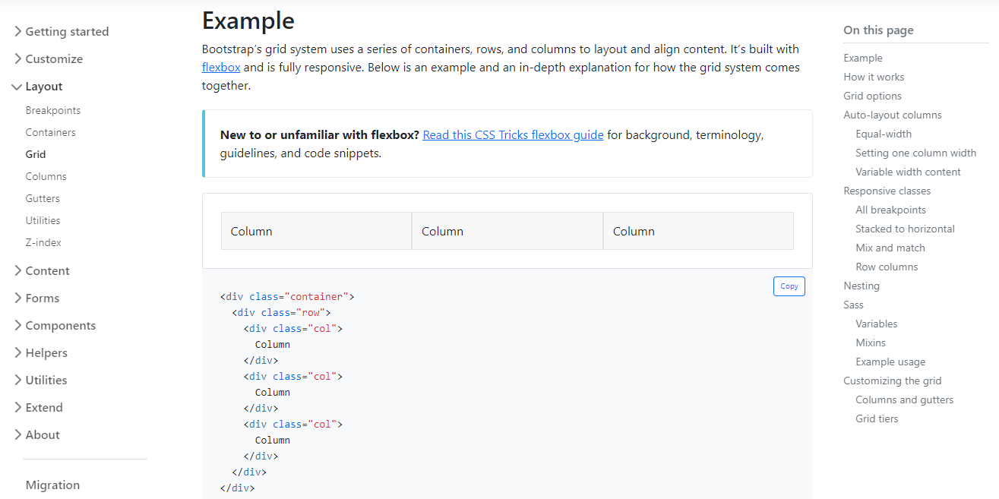 Getting started
Customize
Layout
Breakpoints
Containers
Grid
Columns
Gutters
Utilities
Z-index
Content
Forms
Components
Helpers
Utilities
Extend
About
Migration
Example
Bootstrap’s grid system uses a series of containers, rows, and columns to layout and align content. It’s built with
flexbox and is fully responsive. Below is an example and an in-depth explanation for how the grid system comes
together.
New to or unfamiliar with flexbox? Read this CSS Tricks flexbox guide for background, terminology,
guidelines, and code snippets.
Column Column Column
Copy
<div class="container">
  <div class="row">
    <div class="col">
      Column
    </div>
    <div class="col">
      Column
    </div>
    <div class="col">
      Column
    </div>
  </div>
</div>
On this page
Example
How it works
Grid options
Auto-layout columns
Equal-width
Setting one column width
Variable width content
Responsive classes
All breakpoints
Stacked to horizontal
Mix and match
Row columns
Nesting
Sass
Variables
Mixins
Example usage
Customizing the grid
Columns and gutters
Grid tiers